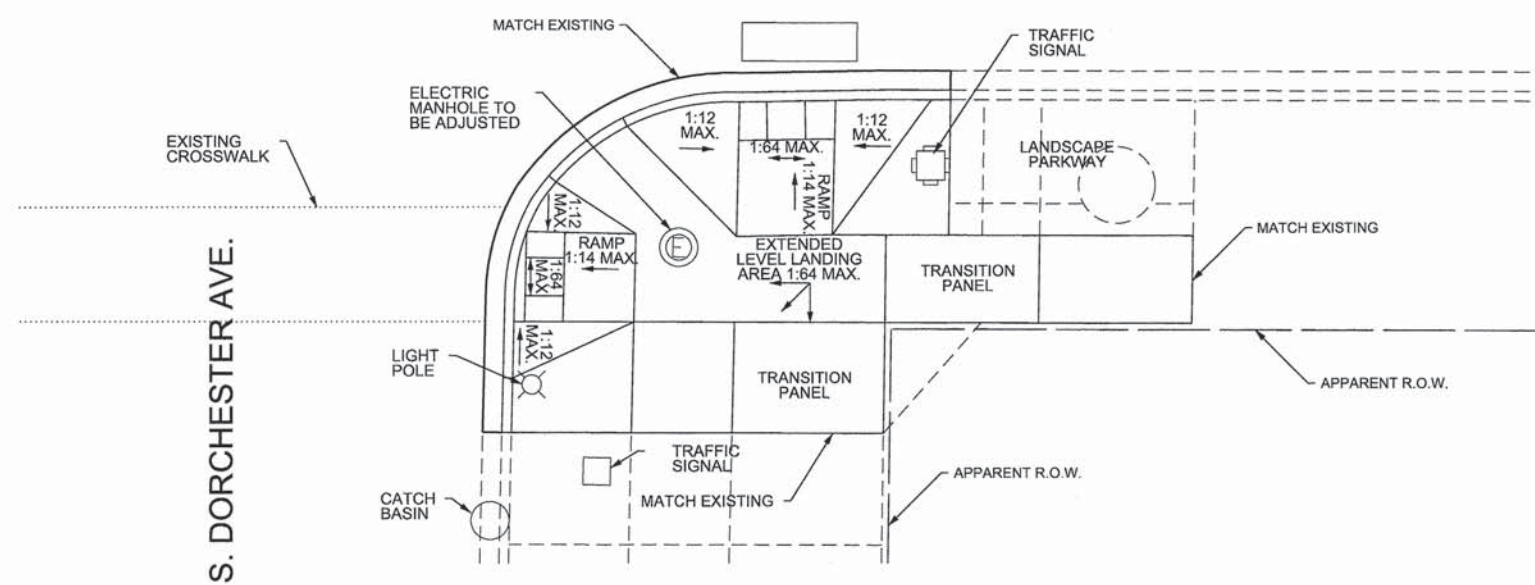 MATCH EXISTING
TRAFFIC
SIGNAL
ELECTRIC
MANHOLE TO
BE ADJUSTED
EXISTING
CROSSWALK
1:12
MAX.
1:12
MAX.
1:64 MAX.
RAMP
1:14 MAX.
LANDSCAPE
PARKWAY
1:12
MAX
RAMP
1:14 MAX.
1:64
MAX
E
EXTENDED
LEVEL LANDING
AREA 1:64 MAX.
TRANSITION
PANEL
MATCH EXISTING
1:12
MAX.
LIGHT
POLE
TRANSITION
PANEL
APPARENT R.O.W.
S. DORCHESTER AVE.
TRAFFIC
SIGNAL
MATCH EXISTING
APPARENT R.O.W.
CATCH
BASIN